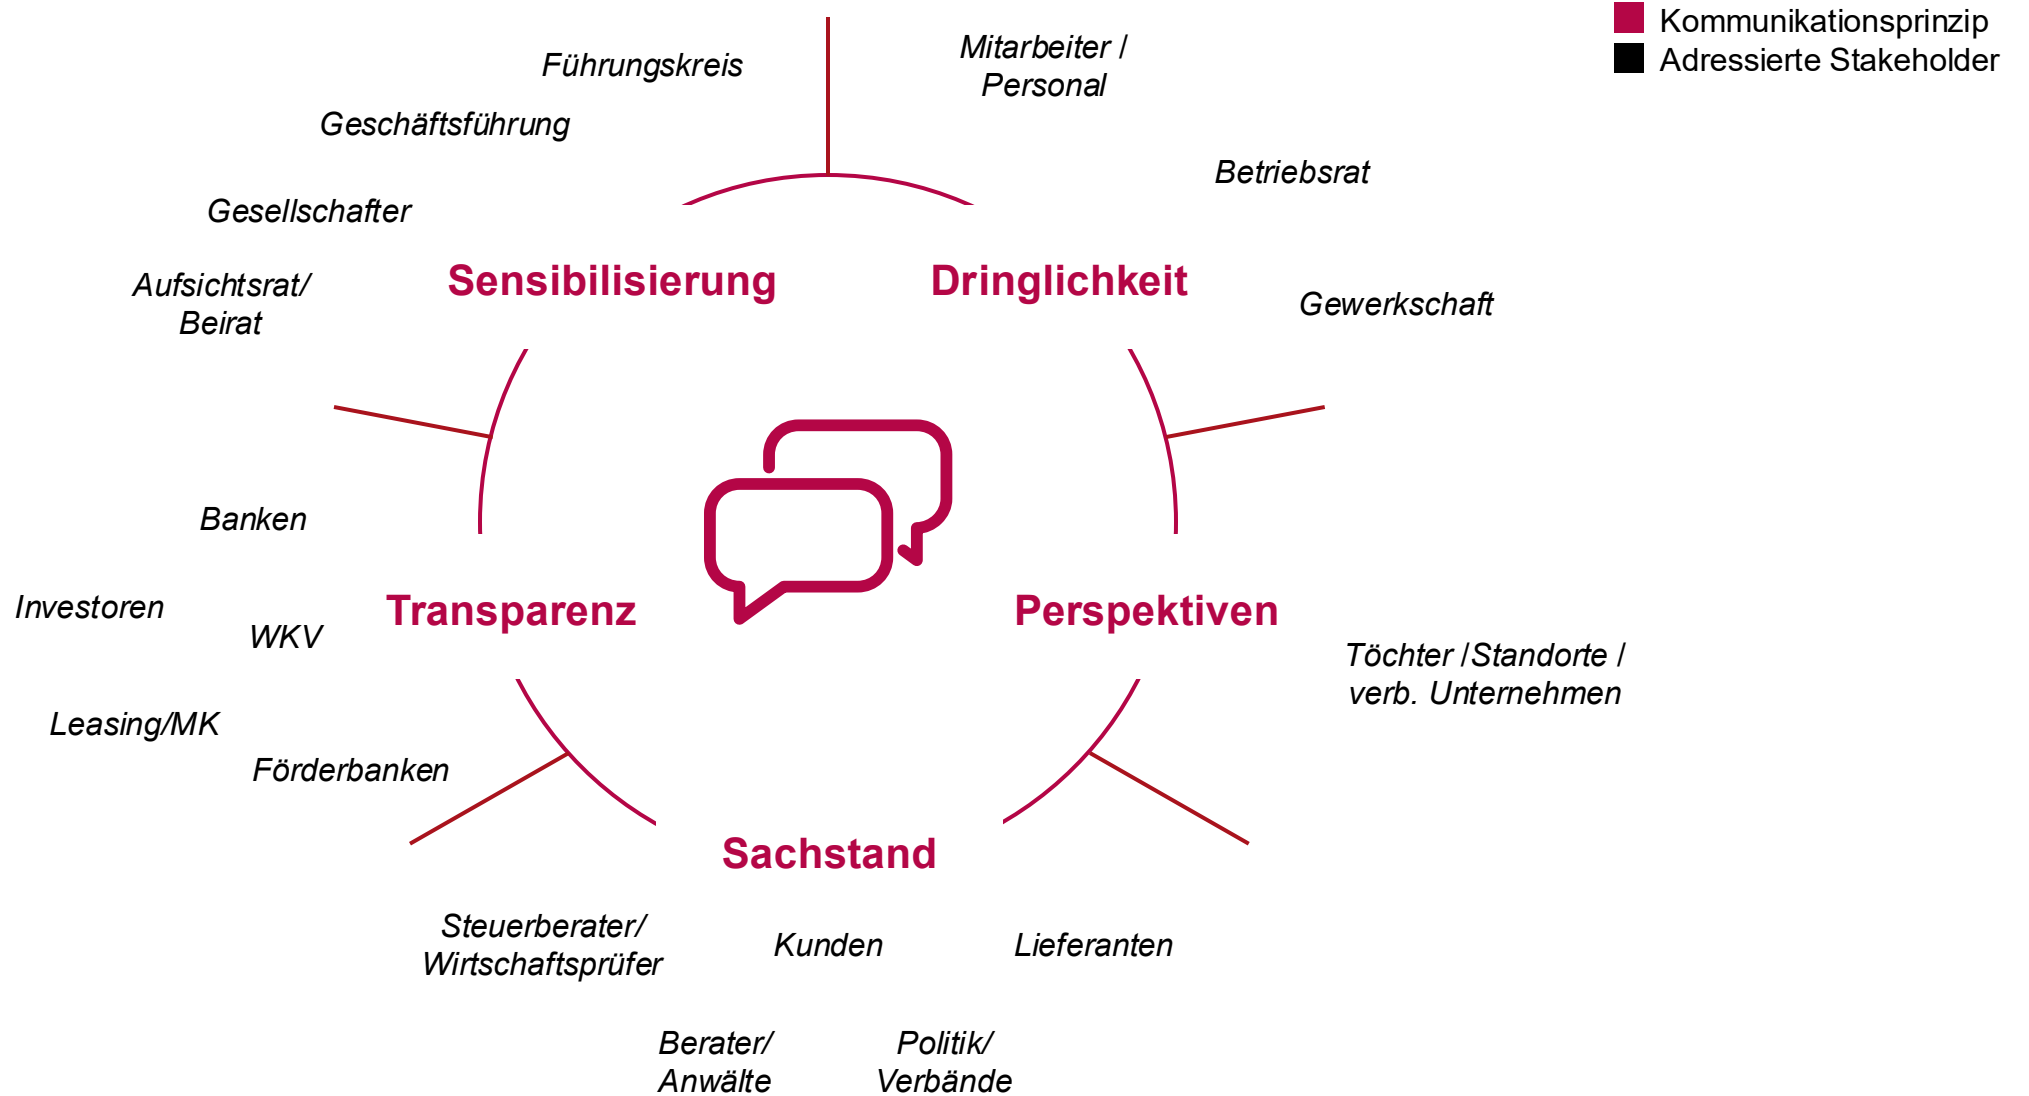 Kommunikationsprinzip
Adressierte Stakeholder
Führungskreis
Mitarbeiter /
Personal
Geschäftsführung
Betriebsrat
Gesellschafter
Aufsichtsrat/
Beirat
Sensibilisierung
Dringlichkeit
Gewerkschaft
Banken
Investoren
WKV
Transparenz
Perspektiven
Töchter /Standorte /
verb. Unternehmen
Leasing/MK
Förderbanken
Sachstand
Steuerberater/
Wirtschaftsprüfer
Kunden
Lieferanten
Berater/
Anwälte
Politik/
Verbände